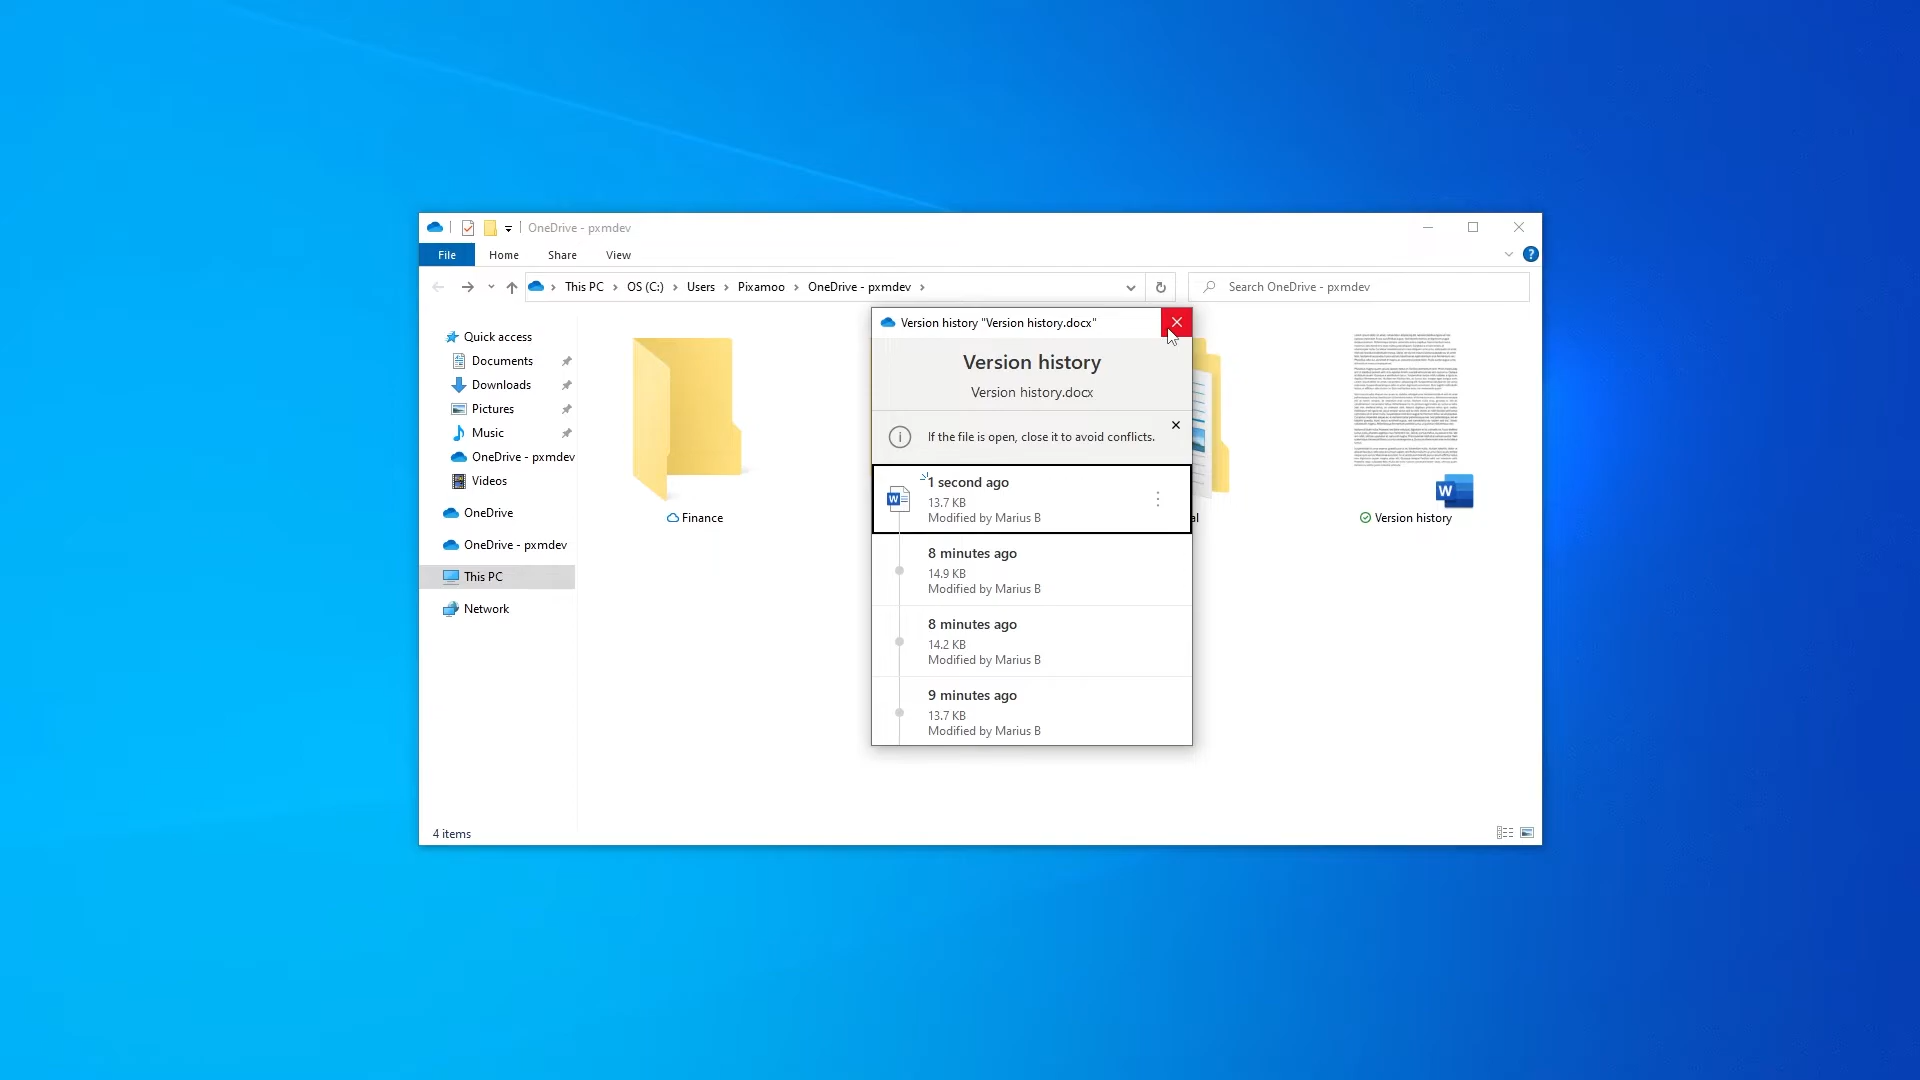 OneDrive - pxmdev
File
Home
Share
View
This PC
OS (C:)
Users
Pixamoo
OneDrive - pxmdev
Search OneDrive - pxmdev
Quick access
Documents
Downloads
Pictures
Music
OneDrive - pxmdev
Videos
OneDrive
OneDrive - pxmdev
This PC
Network
Finance
al
W
Version history
Version history "Version history.docx"
Version history
Version history.docx
If the file is open, close it to avoid conflicts.
W
1 second ago
13.7 KB
Modified by Marius B
8 minutes ago
14.9 KB
Modified by Marius B
8 minutes ago
14.2 KB
Modified by Marius B
9 minutes ago
13.7 KB
Modified by Marius B
4 items